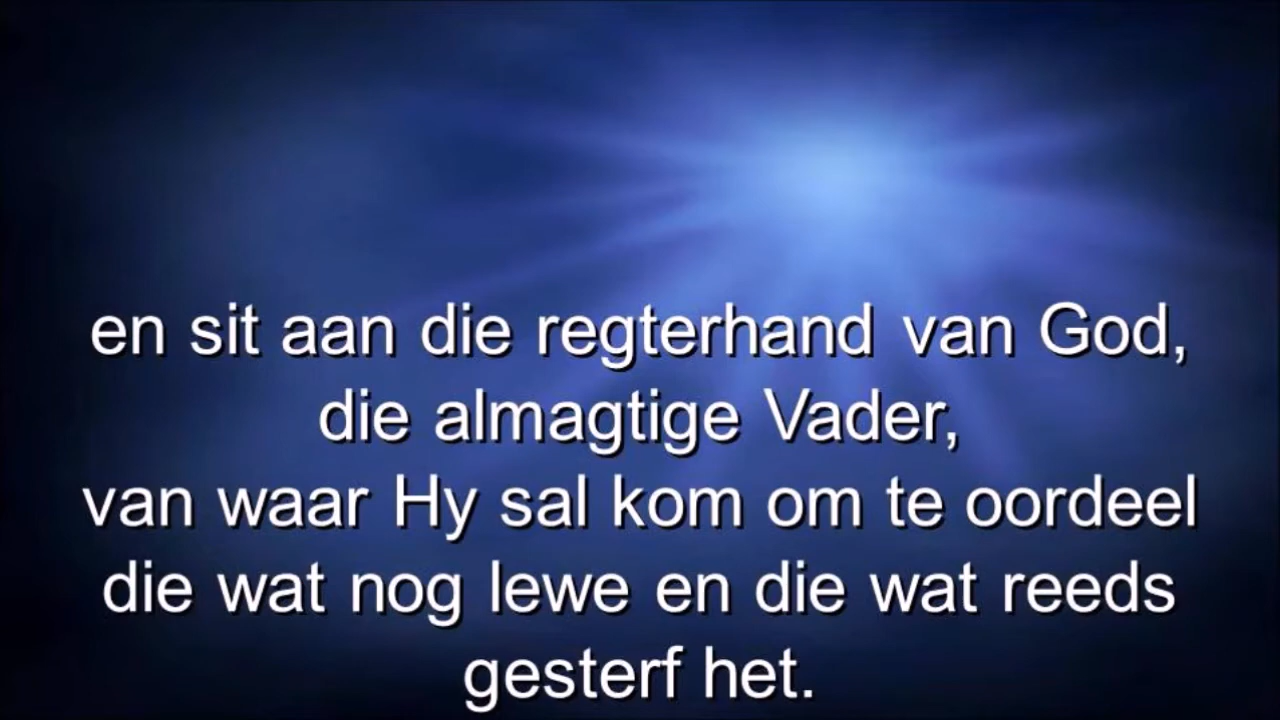 en sit aan die regterhand van God,
die almagtige Vader,
van waar Hy sal kom om te oordeel
die wat nog lewe en die wat reeds
gesterf het.